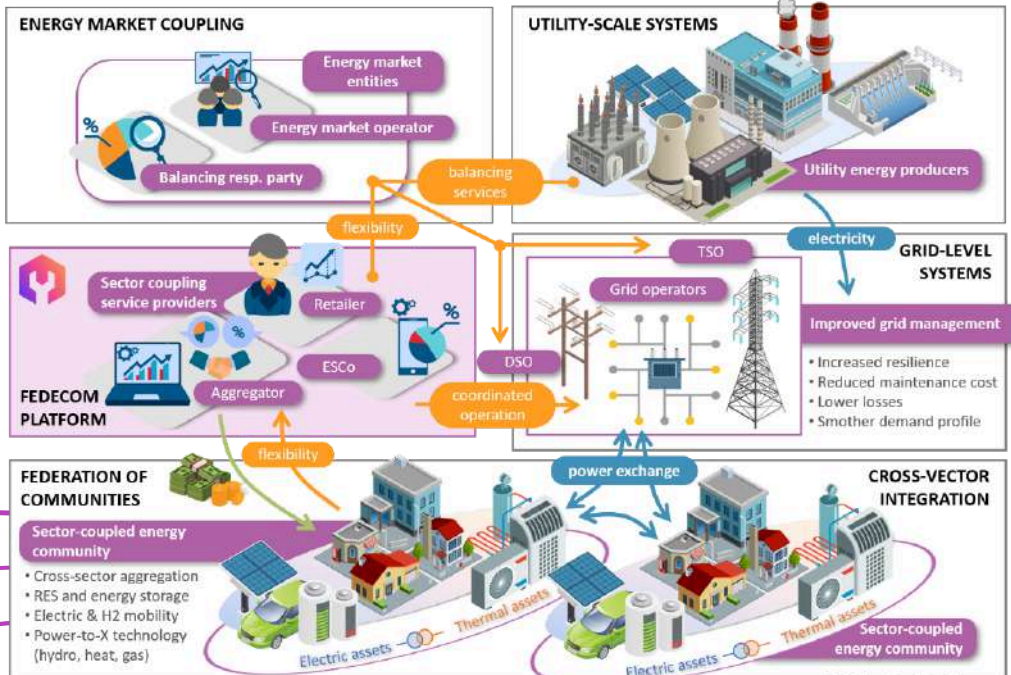 ENERGY MARKET COUPLING
Energy market
entities
Energy market operator
%
Balancing resp. party
UTILITY-SCALE SYSTEMS
Utility energy producers
balancing
services
flexibility
electricity
FEDECOM
PLATFORM
Sector coupling
service providers
Retailer
%
%
ESCo
Aggregator
GRID-LEVEL
SYSTEMS
TSO
Grid operators
DSO
coordinated
operation
Improved grid management
• Increased resilience
• Reduced maintenance cost
• Lower losses
• Smother demand profile
flexibility
power exchange
FEDERATION OF
COMMUNITIES
Sector-coupled energy
community
• Cross-sector aggregation
• RES and energy storage
• Electric & H2 mobility
• Power-to-X technology
(hydro, heat, gas)
Electric assets
Thermal assets
CROSS-VECTOR
INTEGRATION
Electric assets
Thermal assets
Sector-coupled
energy community